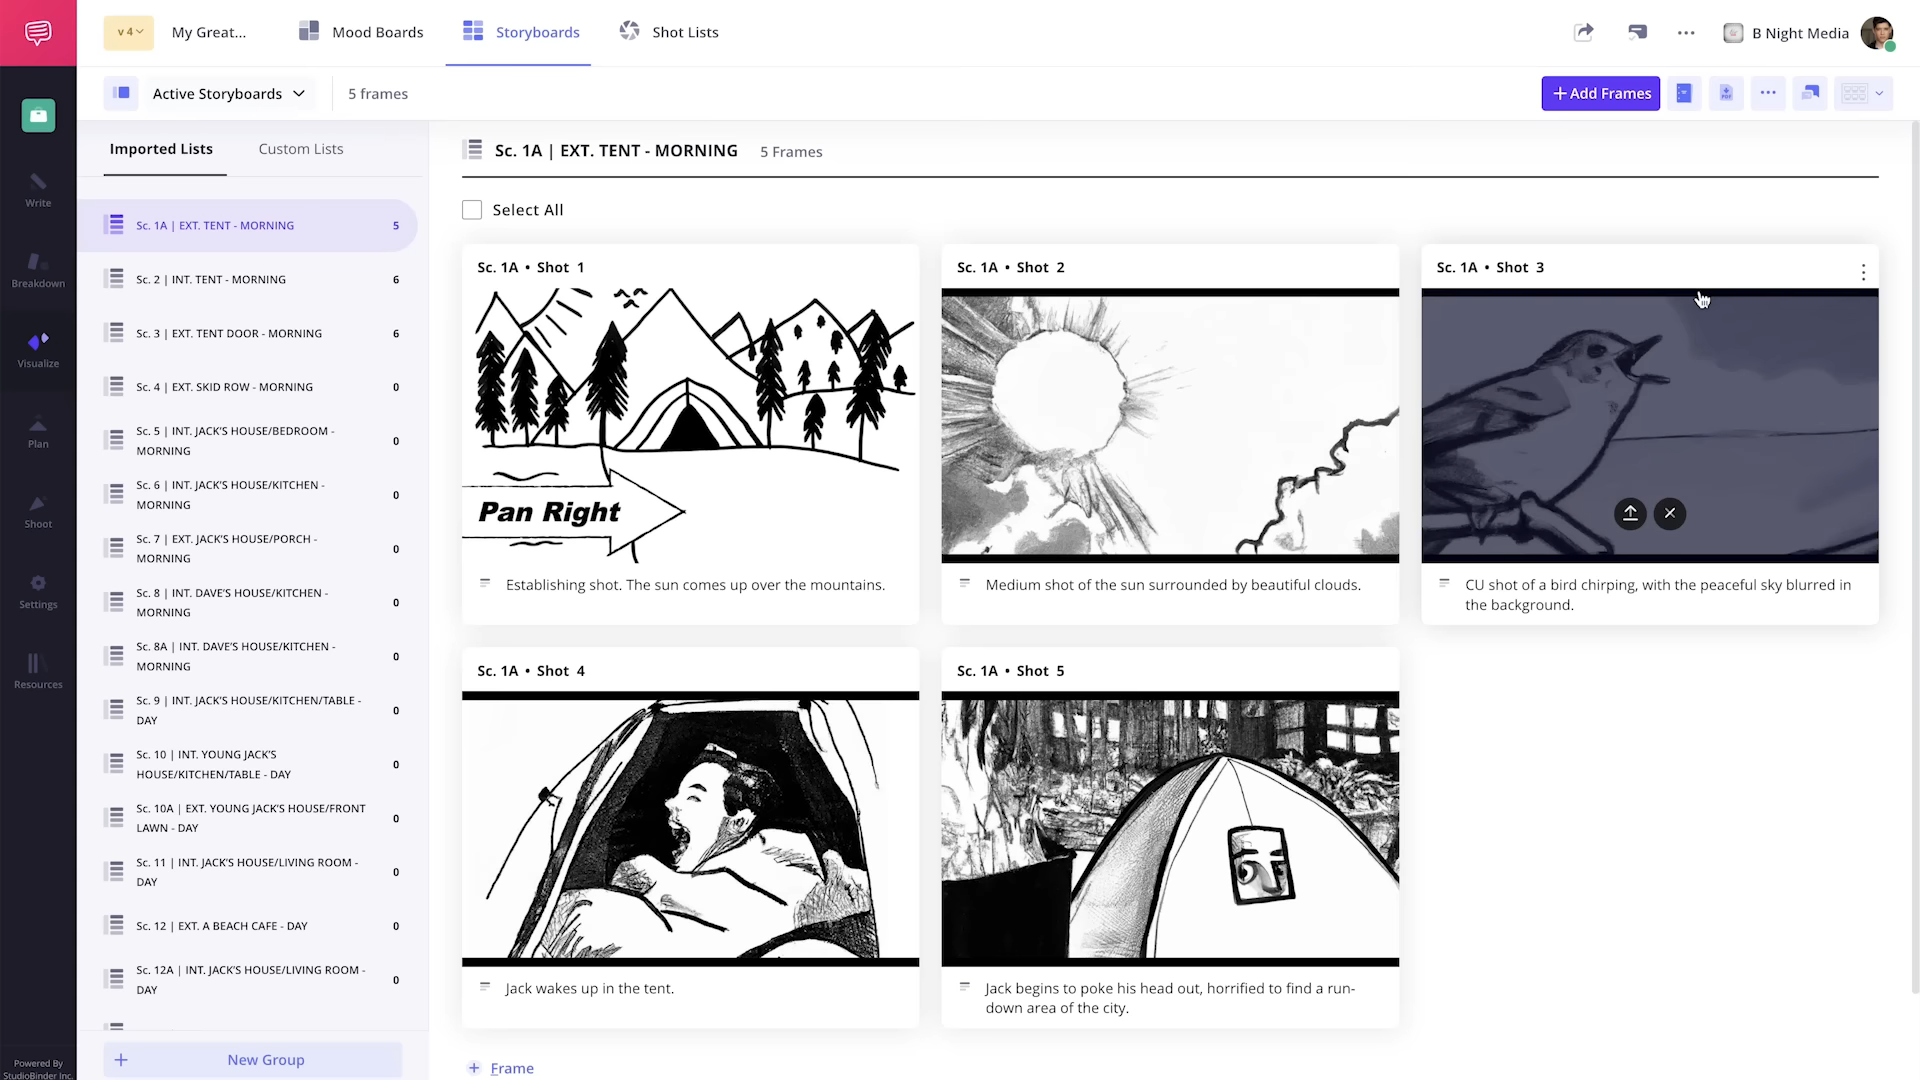 v 4
My Great...
Mood Boards
Storyboards
Shot Lists
B Night Media
Active Storyboards
5 frames
+ Add Frames
PDF
Write
Breakdown
Visualize
Plan
Shoot
Settings
Resources
Powered By
StudioBinder Inc.
Imported Lists
Custom Lists
Sc. 1A | EXT. TENT - MORNING
5
Sc. 2 | INT. TENT - MORNING
6
Sc. 3 | EXT. TENT DOOR - MORNING
6
Sc. 4 | EXT. SKID ROW - MORNING
0
Sc. 5 | INT. JACK'S HOUSE/BEDROOM -
MORNING
0
Sc. 6 | INT. JACK'S HOUSE/KITCHEN -
MORNING
0
Sc. 7 | EXT. JACK'S HOUSE/PORCH -
MORNING
0
Sc. 8 | INT. DAVE'S HOUSE/KITCHEN -
MORNING
0
Sc. 8A | INT. DAVE'S HOUSE/KITCHEN -
MORNING
0
Sc. 9 | INT. JACK'S HOUSE/KITCHEN/TABLE -
DAY
0
Sc. 10 | INT. YOUNG JACK'S
HOUSE/KITCHEN/TABLE - DAY
0
Sc. 10A | EXT. YOUNG JACK'S HOUSE/FRONT
LAWN - DAY
0
Sc. 11 | INT. JACK'S HOUSE/LIVING ROOM -
DAY
0
Sc. 12 | EXT. A BEACH CAFE - DAY
0
Sc. 12A | INT. JACK'S HOUSE/LIVING ROOM -
DAY
0
+ New Group
Sc. 1A | EXT. TENT - MORNING
5 Frames
Select All
Sc. 1A • Shot 1
Pan Right
Establishing shot. The sun comes up over the mountains.
Sc. 1A • Shot 2
Medium shot of the sun surrounded by beautiful clouds.
Sc. 1A • Shot 3
CU shot of a bird chirping, with the peaceful sky blurred in
the background.
Sc. 1A • Shot 4
Jack wakes up in the tent.
Sc. 1A • Shot 5
Jack begins to poke his head out, horrified to find a run-
down area of the city.
+ Frame